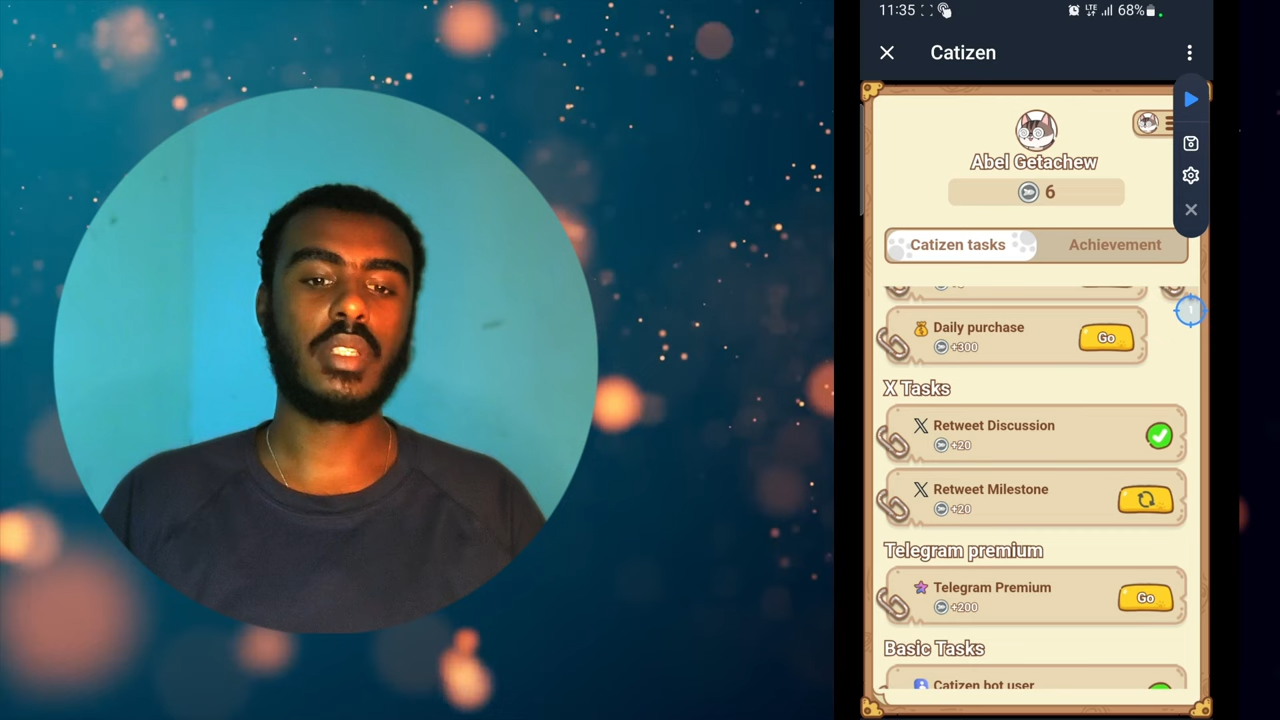 11:35
LTE
68%
Catizen
Abel Getachew
6
Catizen tasks
Achievement
Daily purchase
+300
Go
X Tasks
Retweet Discussion
+20
Retweet Milestone
+20
Telegram premium
Telegram Premium
+200
Go
Basic Tasks
Catizen bot user